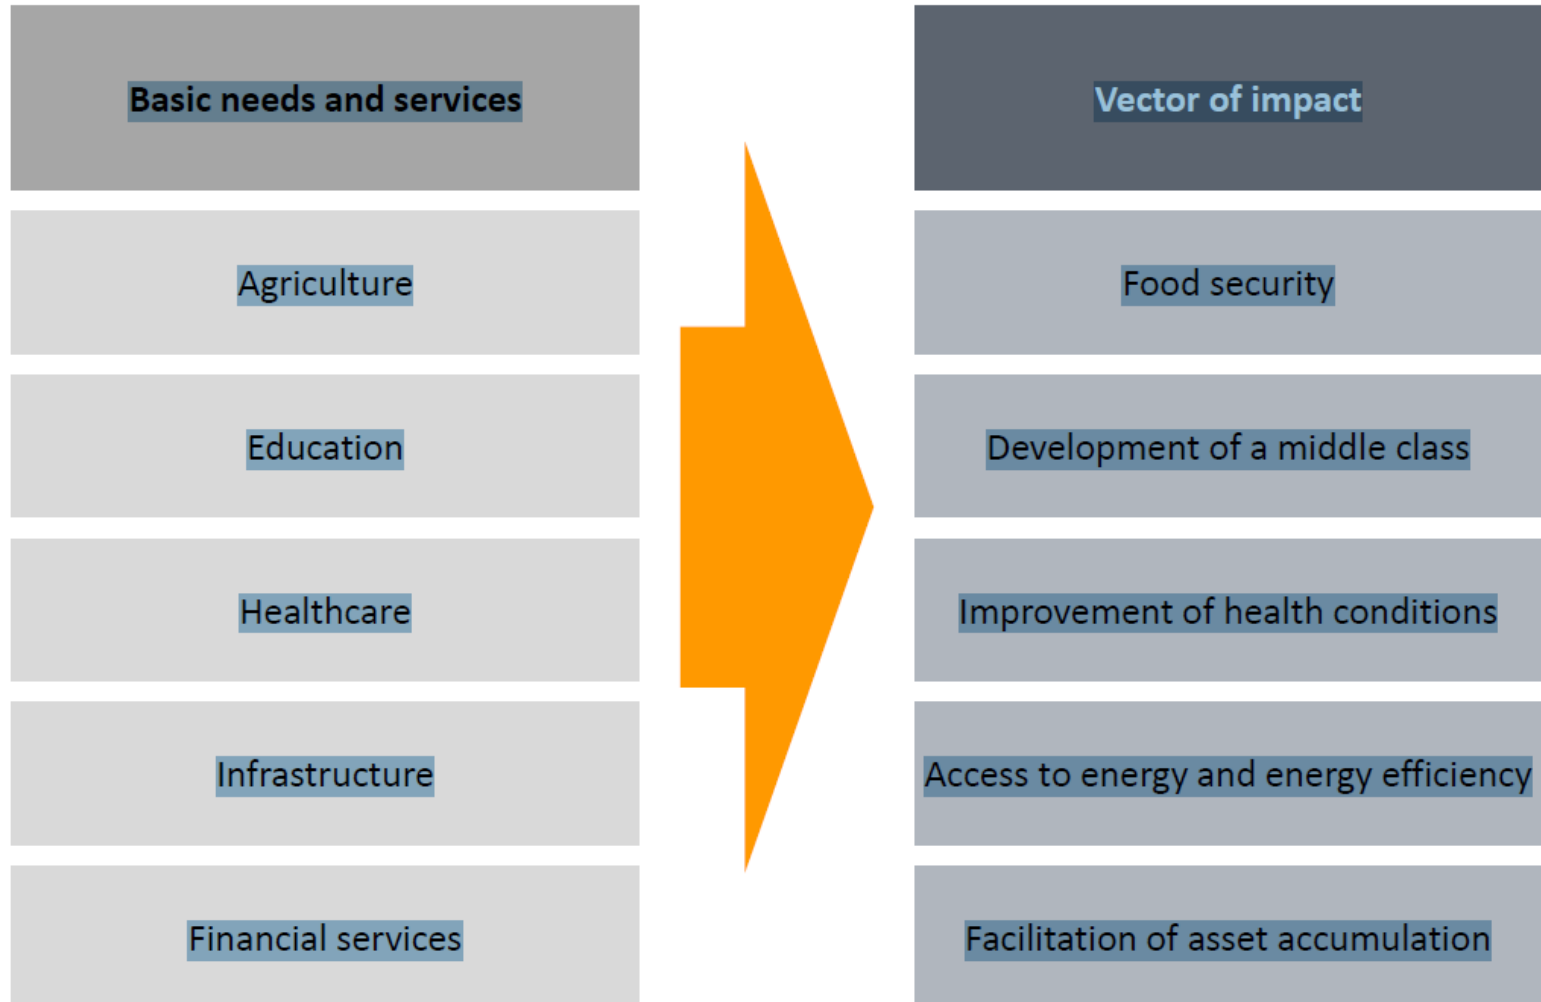 Basic needs and services
Vector of impact
Agriculture
Food security
Education
Development of a middle class
Healthcare
Improvement of health conditions
Infrastructure
Access to energy and energy efficiency
Financial services
Facilitation of asset accumulation